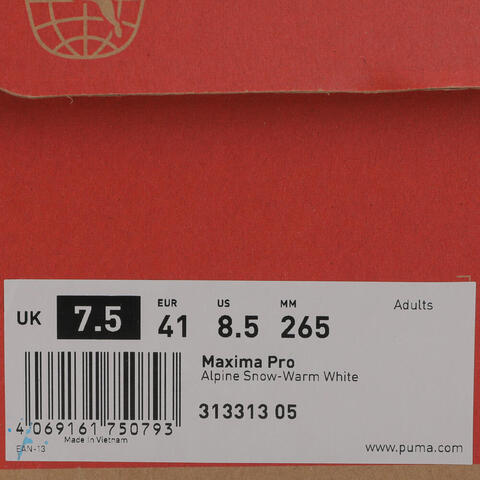 EUR US MM Adults
UK 7.5 41 8.5 265
Maxima Pro
Alpine Snow-Warm White
313313 05
4 069161 750793
Made in Vietnam
EAN-13 www.puma.com